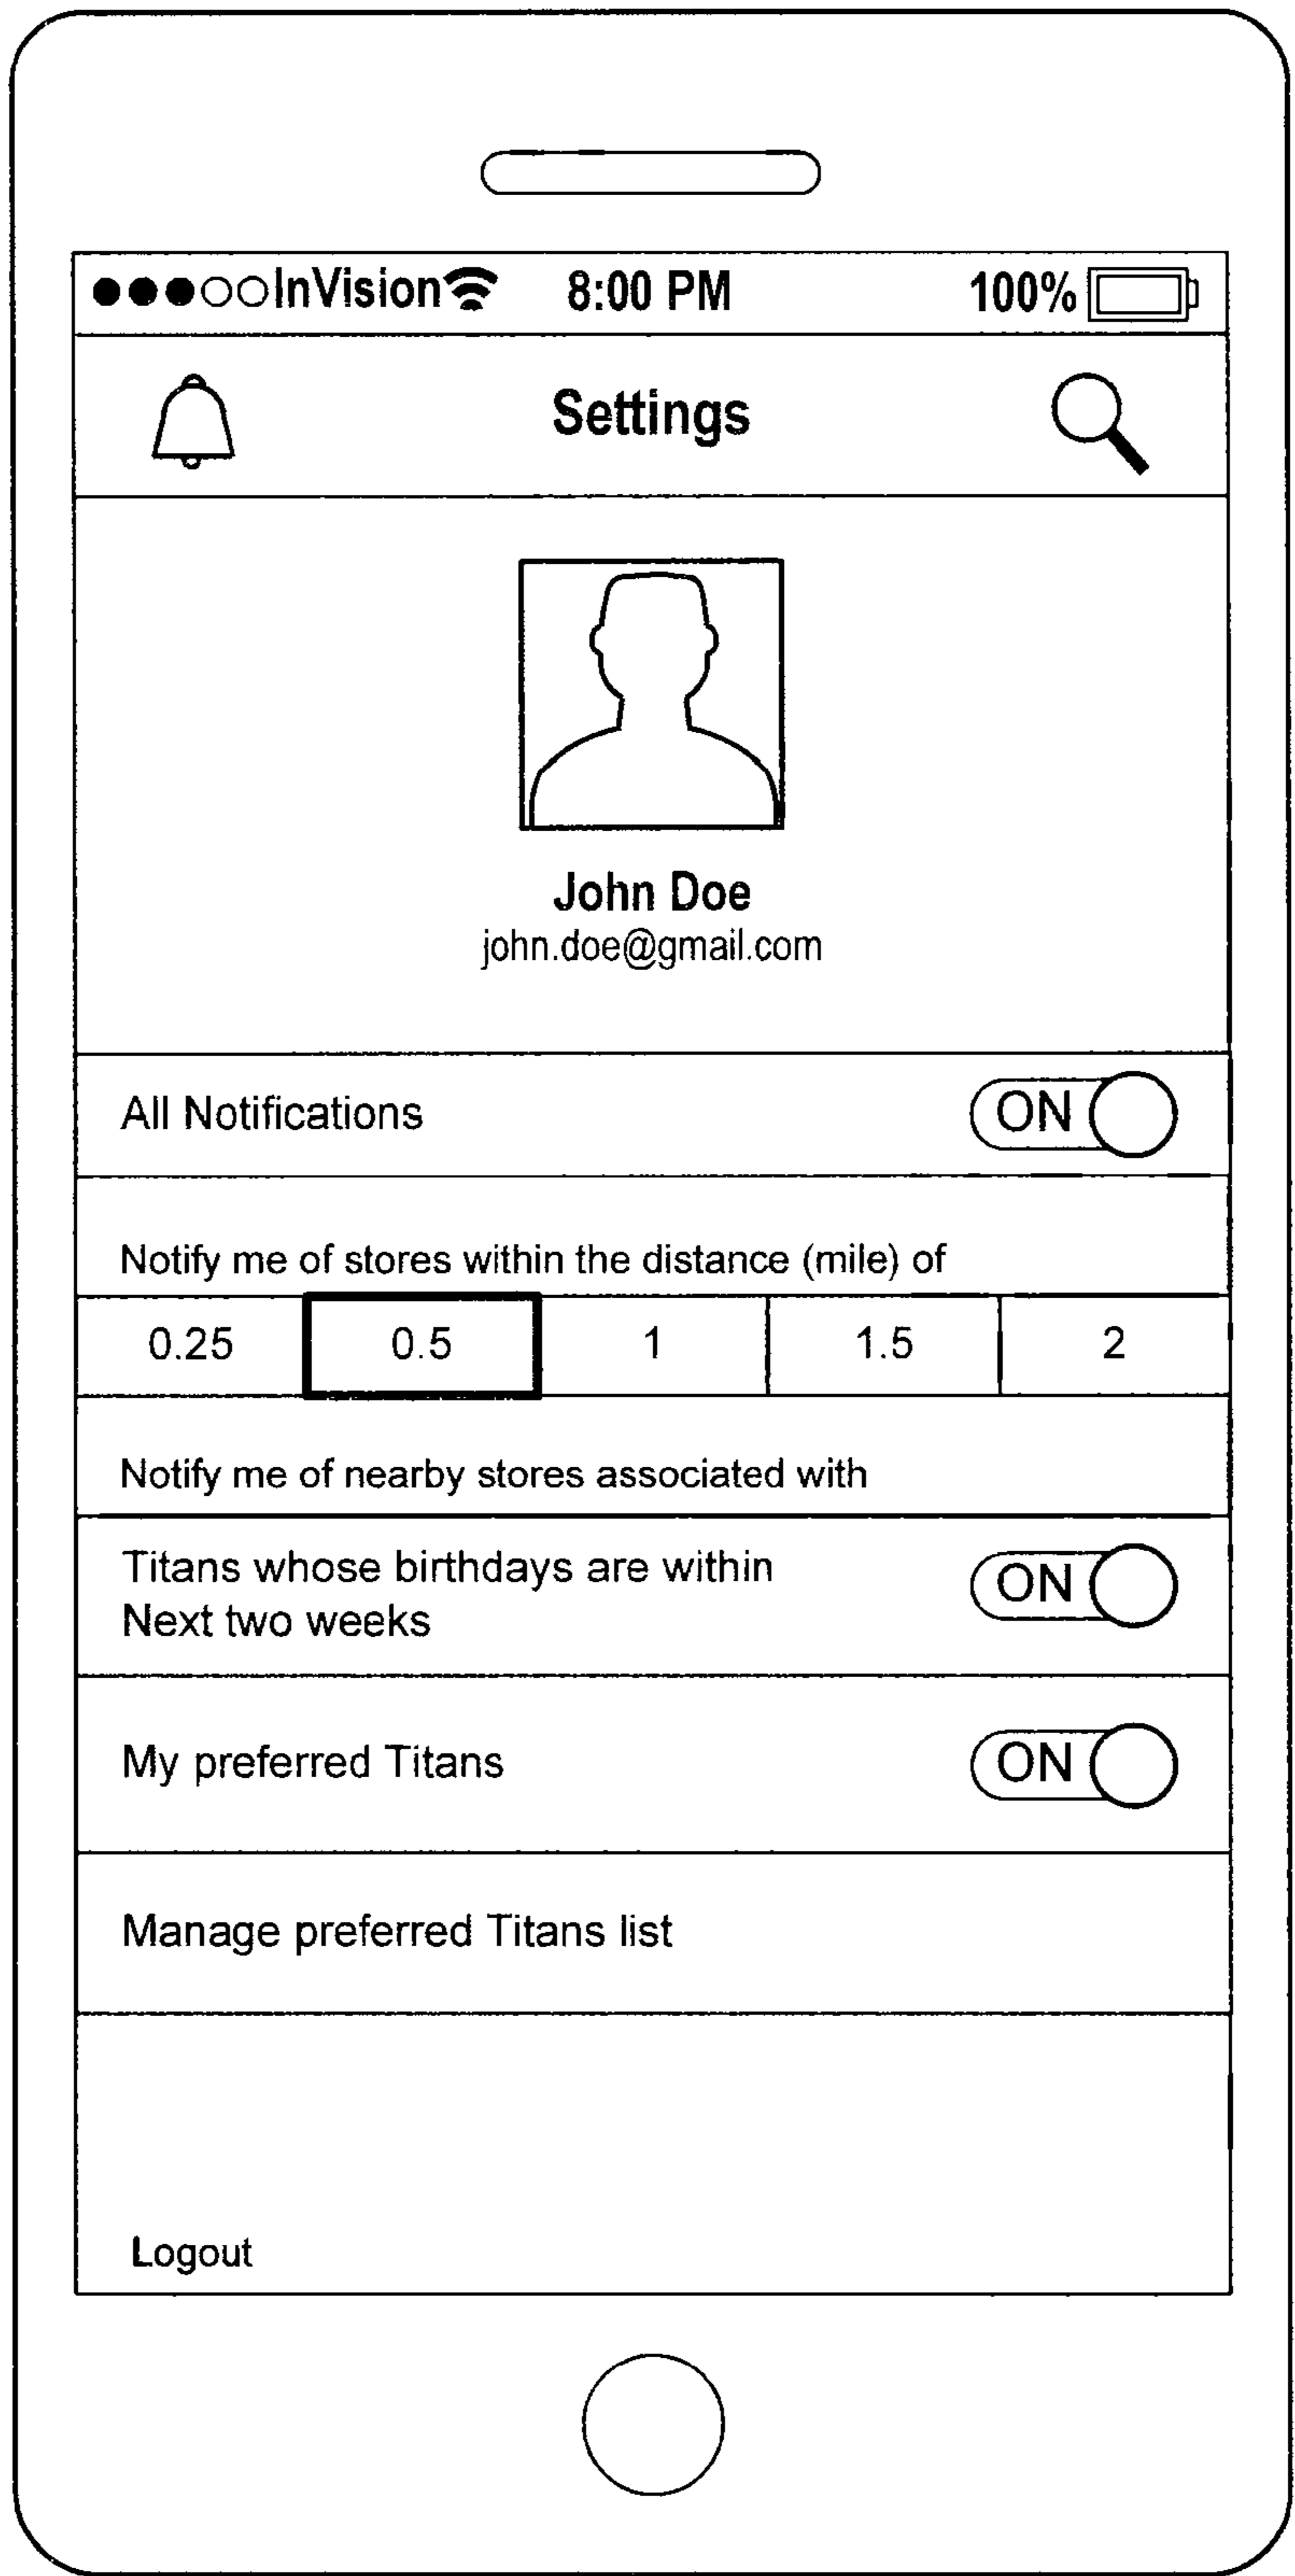 InVision 8:00 PM 100%
Settings
John Doe
john.doe@gmail.com
All Notifications ON
Notify me of stores within the distance (mile) of
0.25 0.5 1 1.5 2
Notify me of nearby stores associated with
Titans whose birthdays are within
Next two weeks ON
My preferred Titans ON
Manage preferred Titans list
Logout